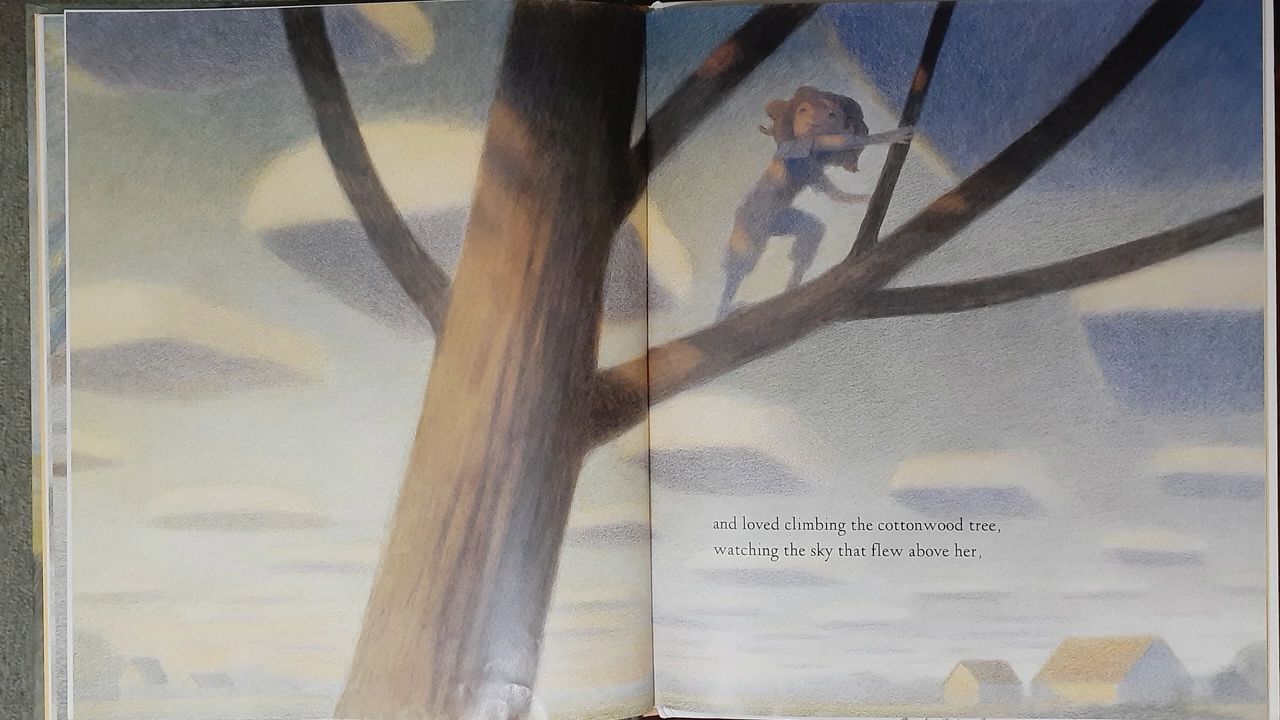 and loved climbing the cottonwood tree,
watching the sky that flew above her,